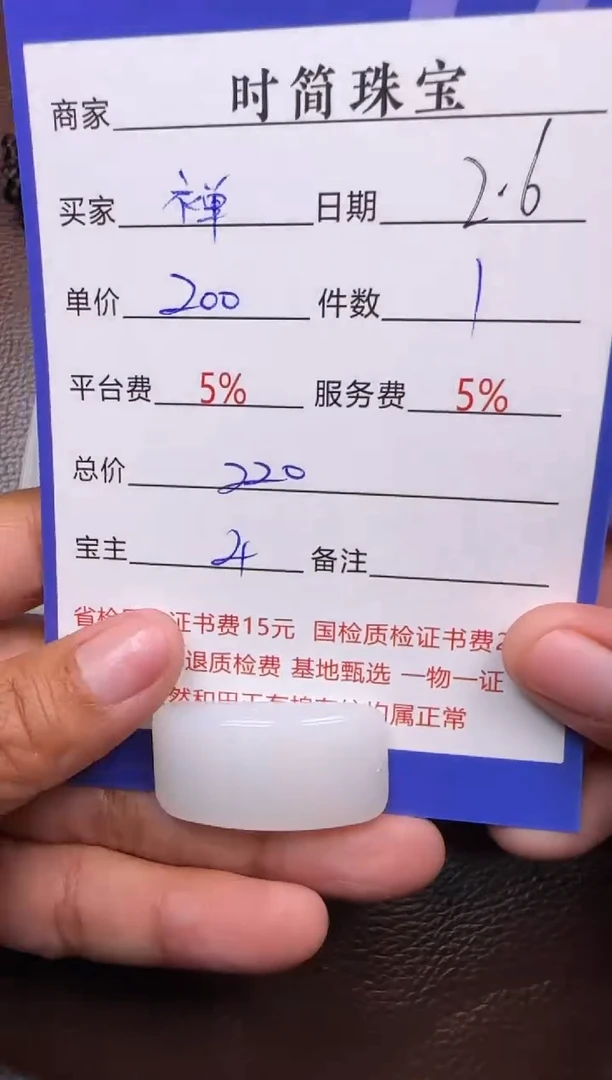 商家 时简珠宝
买家 禅 日期 2.6
单价 200 件数 1
平台费 5% 服务费 5%
总价 220
宝主 备注
证书费15元 国检质检证书费
退质检费 基地甄选 一物一证
属正常